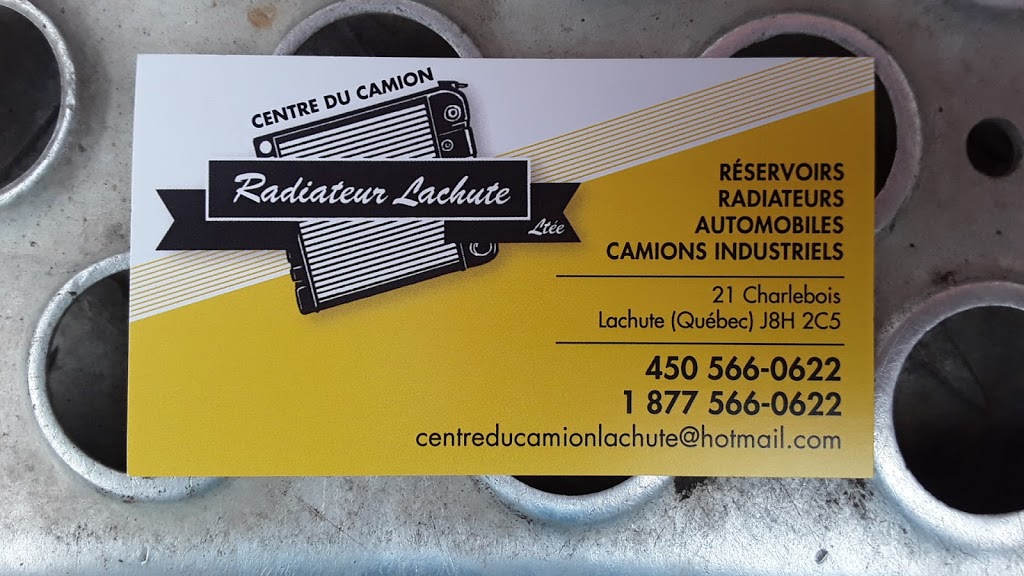 CENTRE DU CAMION
Radiateur Lachute
Ltée
RÉSERVOIRS
RADIATEURS
AUTOMOBILES
CAMIONS INDUSTRIELS
21 Charlebois
Lachute (Québec) J8H 2C5
450 566-0622
1 877 566-0622
centreducamionlachute@hotmail.com